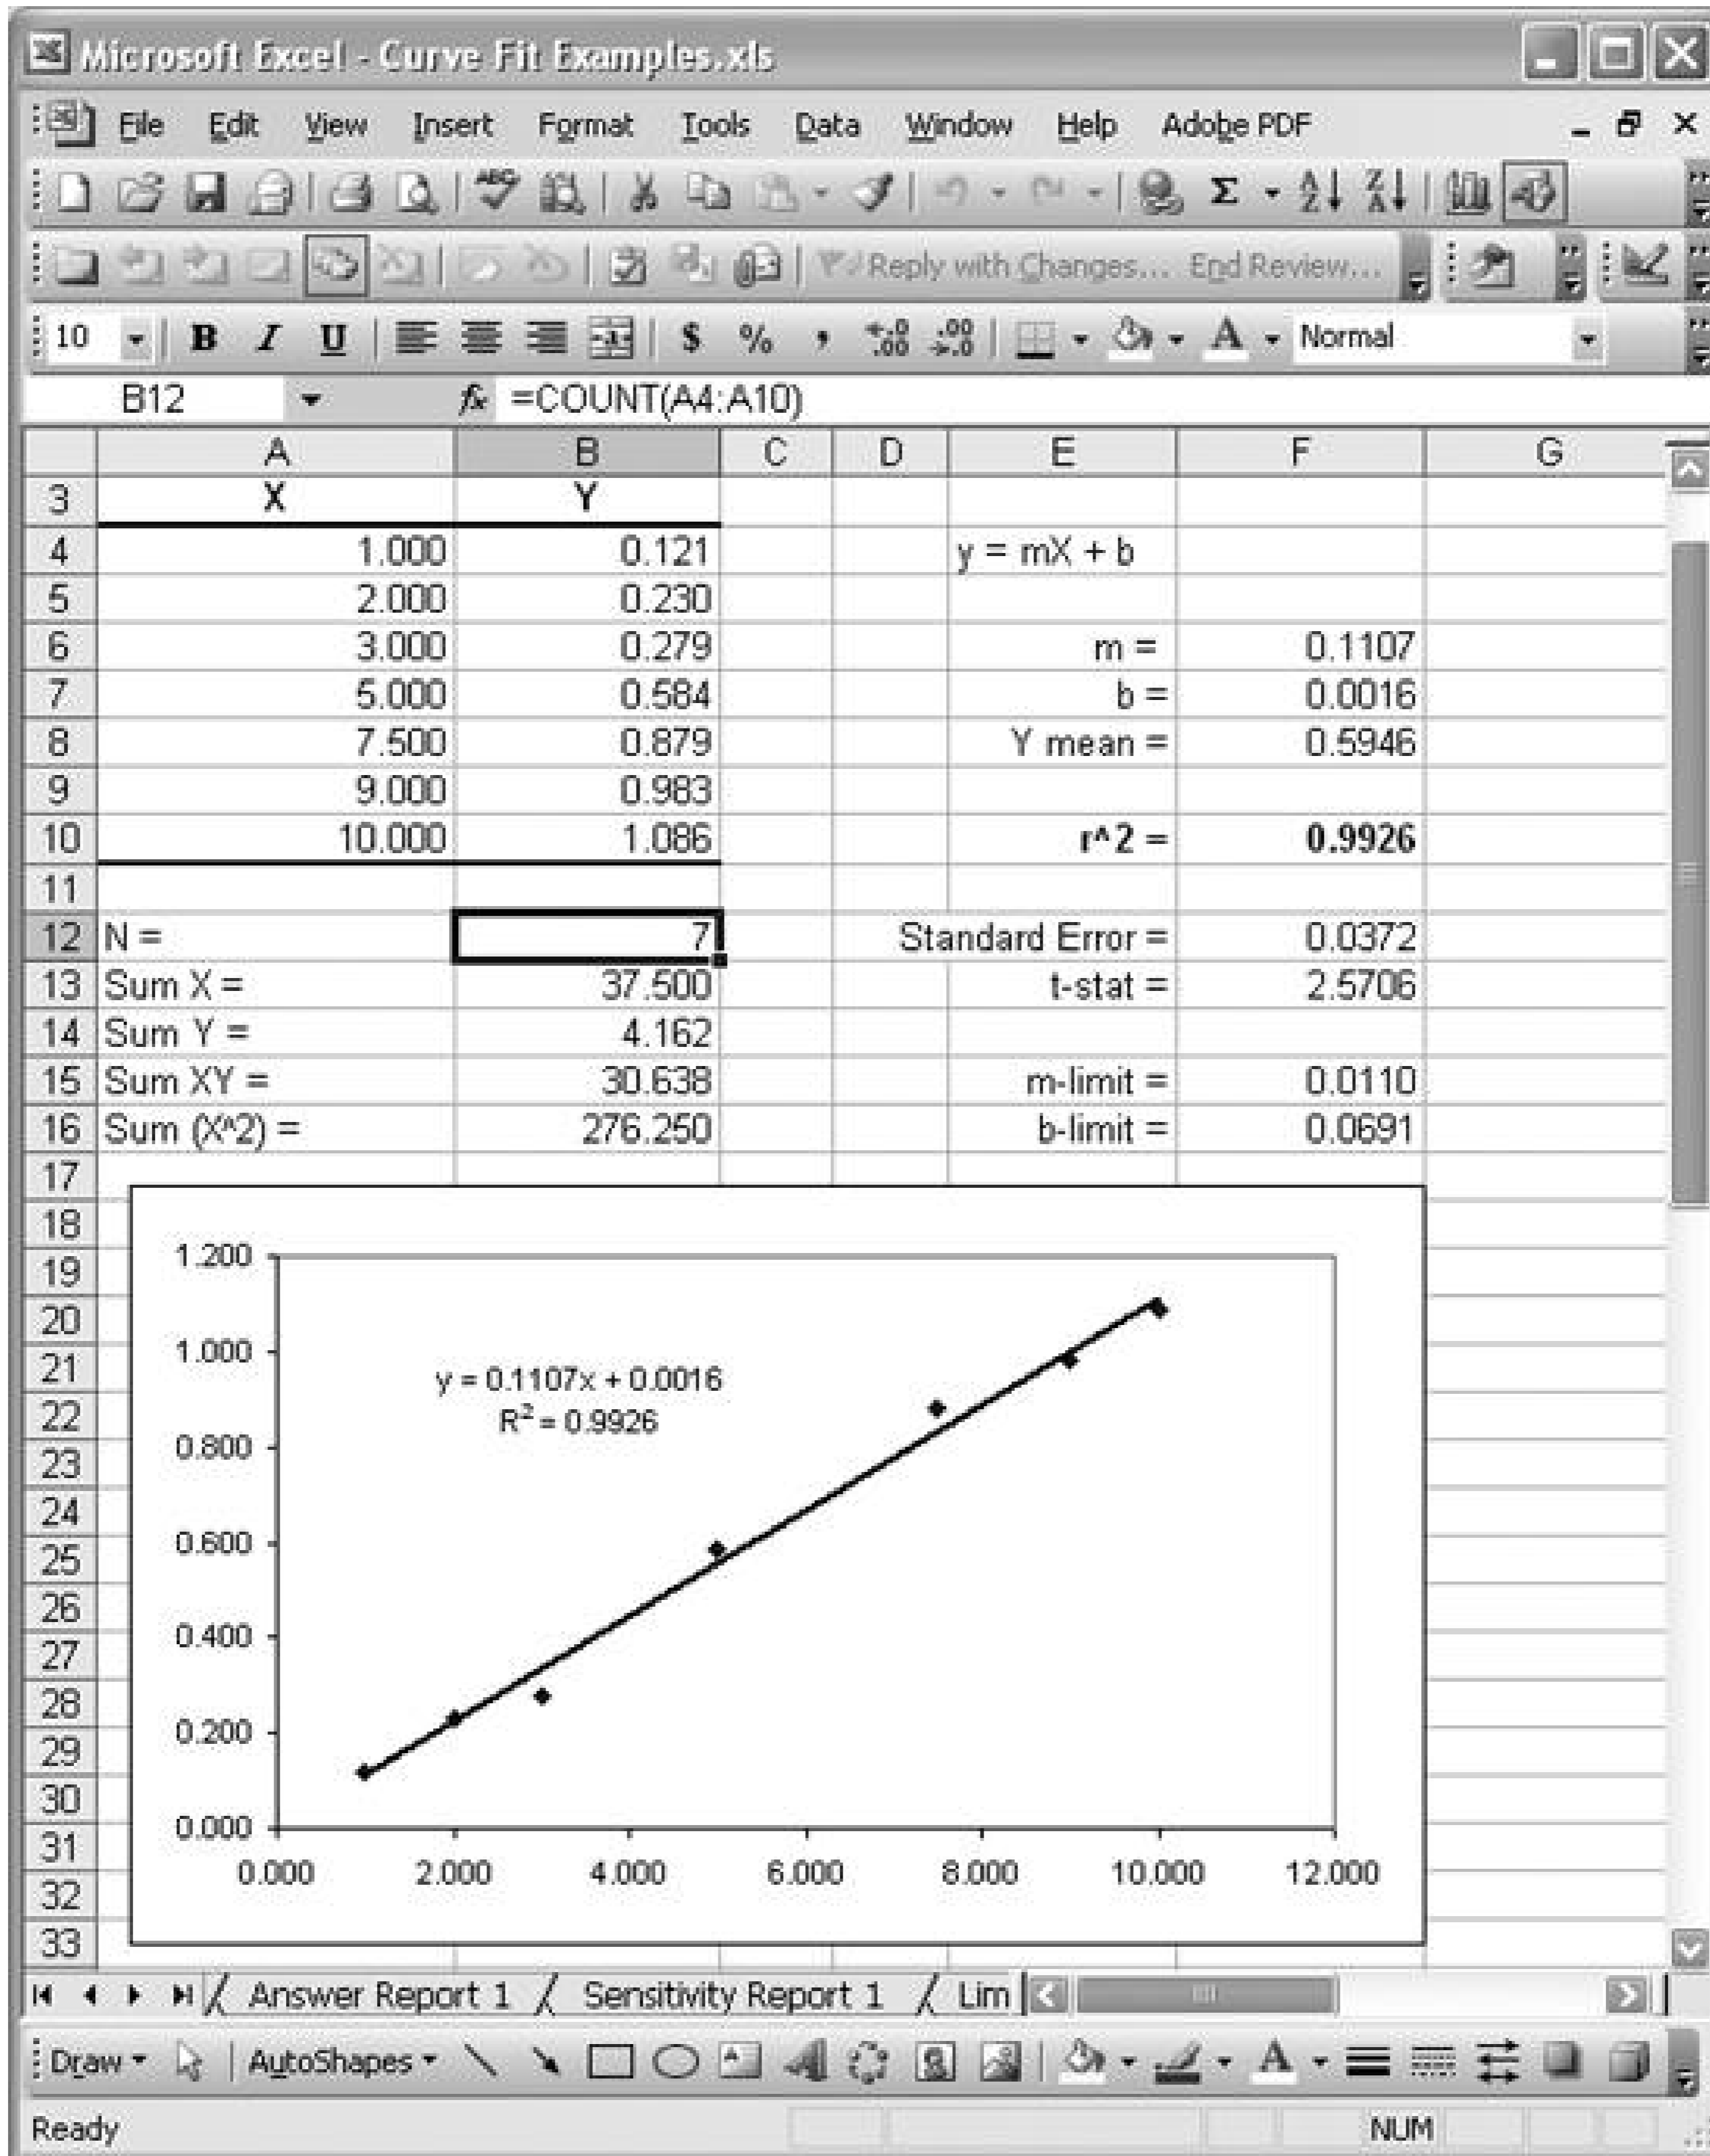 Microsoft Excel - Curve Fit Examples.xls
File Edit View Insert Format Tools Data Window Help Adobe PDF
Reply with Changes... End Review...
10 B I U $ % , Normal
B12 fx =COUNT(A4:A10)
A B C D E F G
3 X Y
4 1.000 0.121 y = mX + b
5 2.000 0.230
6 3.000 0.279 m = 0.1107
7 5.000 0.584 b = 0.0016
8 7.500 0.879 Y mean = 0.5946
9 9.000 0.983
10 10.000 1.086 r^2 = 0.9926
11
12 N = 7 Standard Error = 0.0372
13 Sum X = 37.500 t-stat = 2.5706
14 Sum Y = 4.162
15 Sum XY = 30.638 m-limit = 0.0110
16 Sum (X^2) = 276.250 b-limit = 0.0691
17
18
19 1.200
20
21 1.000
y = 0.1107x + 0.0016
22 R² = 0.9926
23 0.800
24
25 0.600
26
27 0.400
28
29 0.200
30
31 0.000
32 0.000 2.000 4.000 6.000 8.000 10.000 12.000
33
Answer Report 1 Sensitivity Report 1 Lim
Draw AutoShapes
Ready NUM